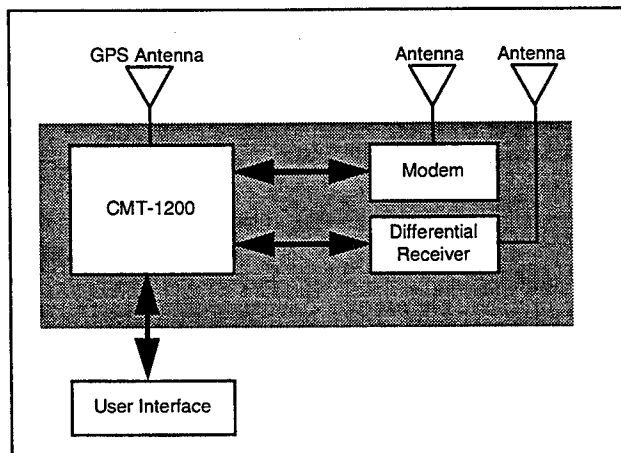 GPS Antenna
Antenna
Antenna
CMT-1200
Modem
Differential
Receiver
User Interface